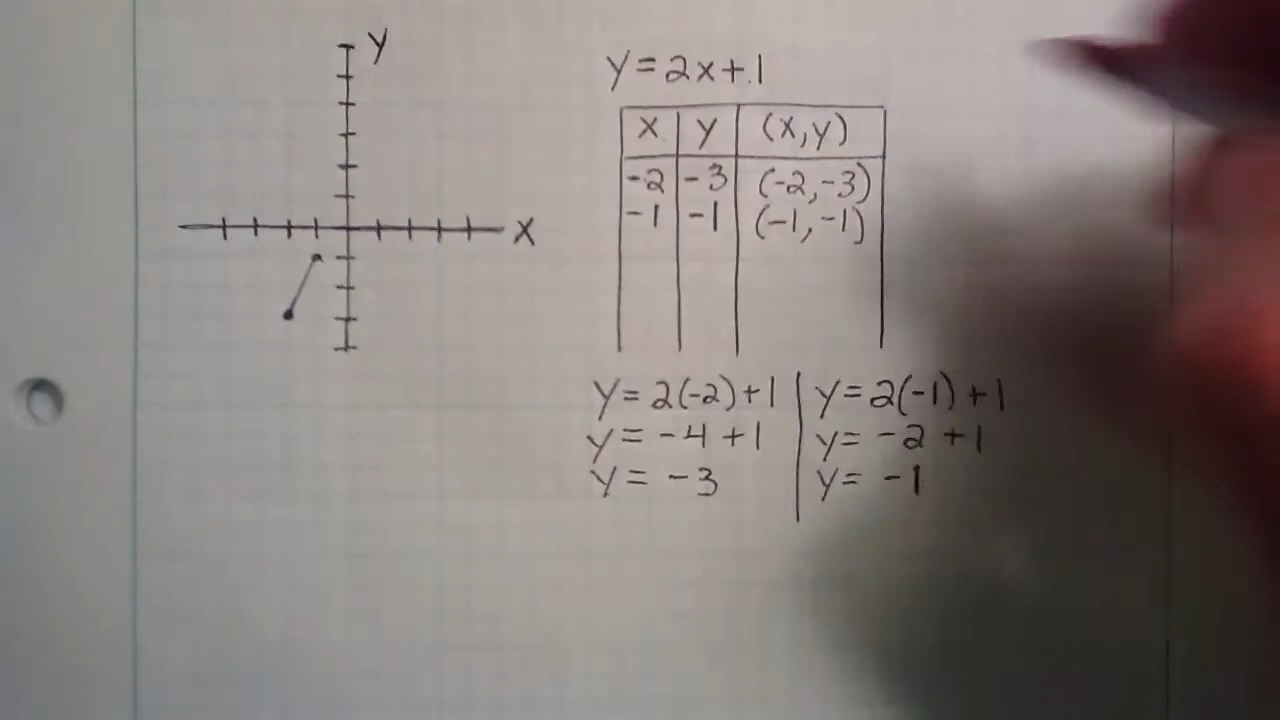 y
x
y=2x+1
x y (x,y)
-2 -3 (-2,-3)
-1 -1 (-1,-1)
y=2(-2)+1 y=2(-1)+1
y=-4+1 y=-2+1
y=-3 y=-1